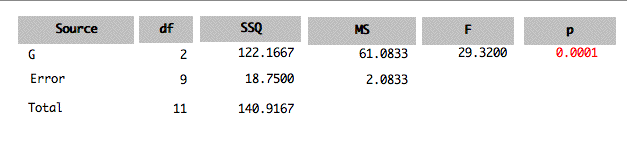 Source df SSQ MS F p
G 2 122.1667 61.0833 29.3200 0.0001
Error 9 18.7500 2.0833
Total 11 140.9167